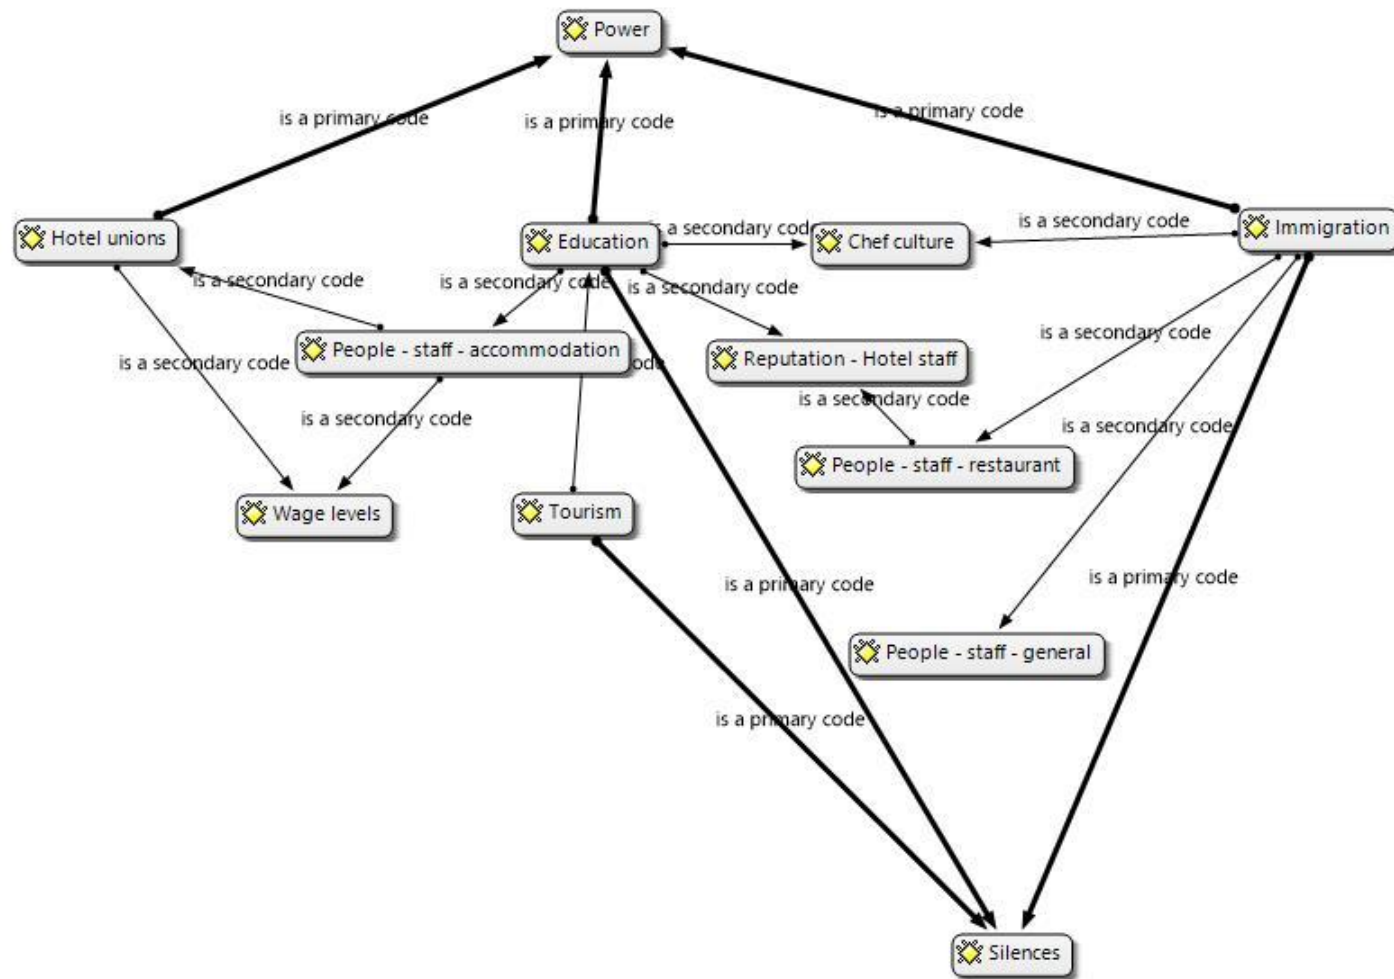 Power
is a primary code
is a primary code
is a primary code
Hotel unions
Education
is a secondary code
Chef culture
is a secondary code
Immigration
is a secondary code
is a secondary code
is a secondary code
People - staff - accommodation
is a secondary code
code
Reputation - Hotel staff
is a secondary code
is a secondary code
is a secondary code
is a secondary code
People - staff - restaurant
Wage levels
Tourism
is a primary code
is a primary code
People - staff - general
is a primary code
Silences